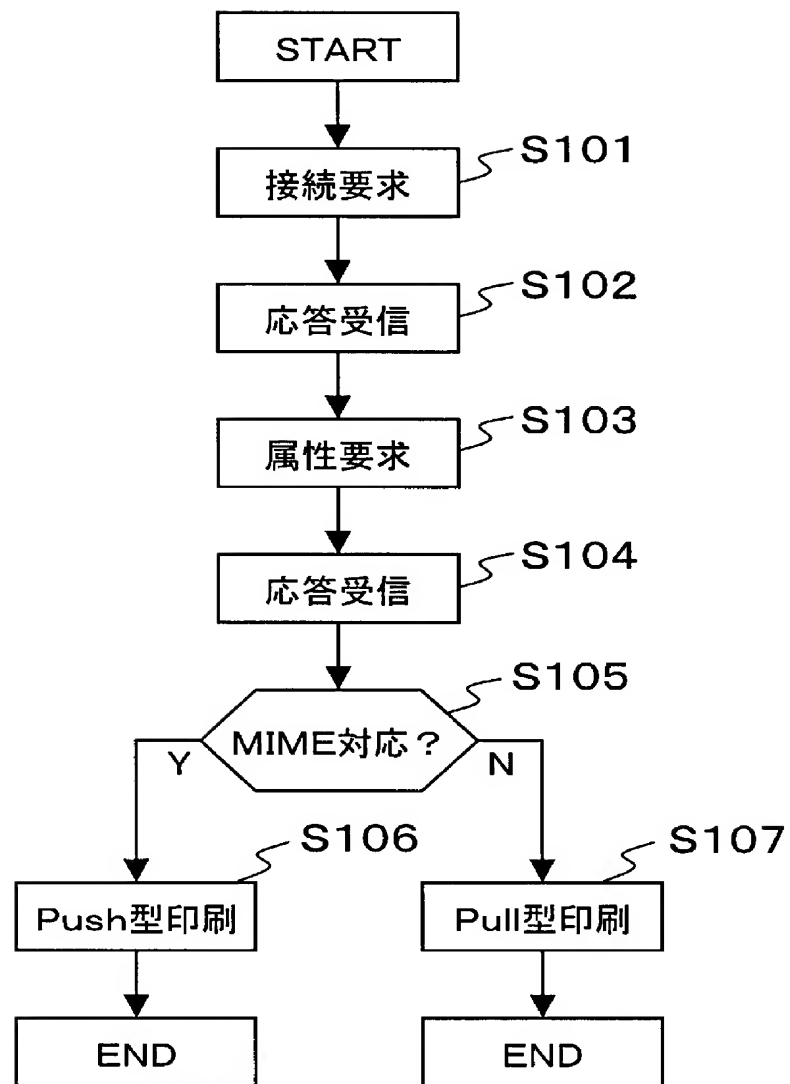 START
S101
接続要求
S102
応答受信
S103
属性要求
S104
応答受信
S105
MIME対応？
Y
N
S106
S107
Push型印刷
Pull型印刷
END
END